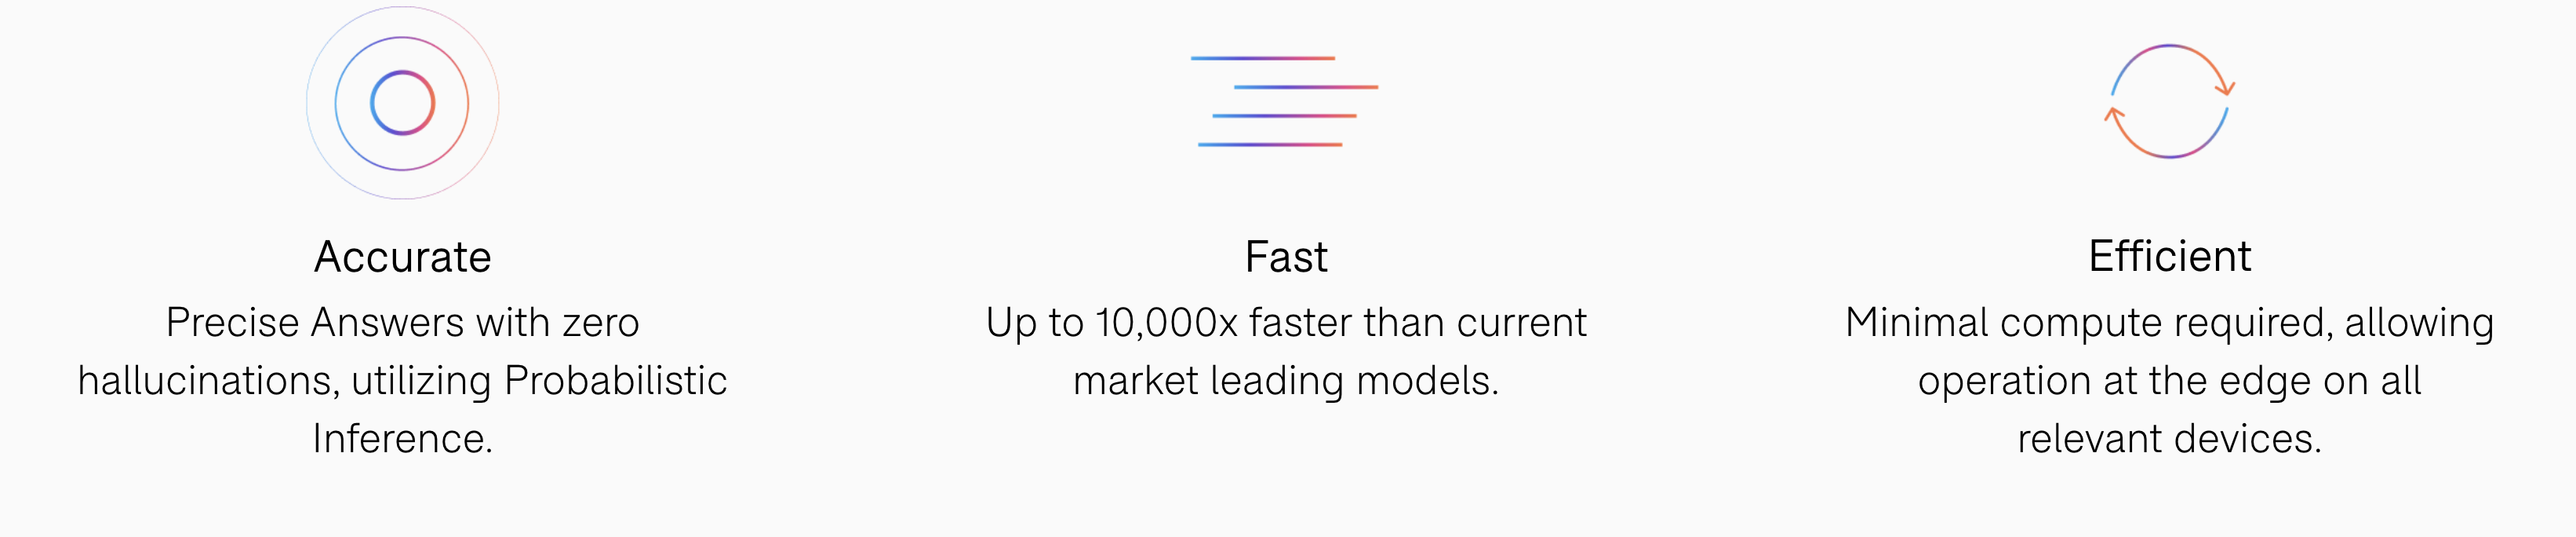 Accurate
Precise Answers with zero
hallucinations, utilizing Probabilistic
Inference.
Fast
Up to 10,000x faster than current
market leading models.
Efficient
Minimal compute required, allowing
operation at the edge on all
relevant devices.